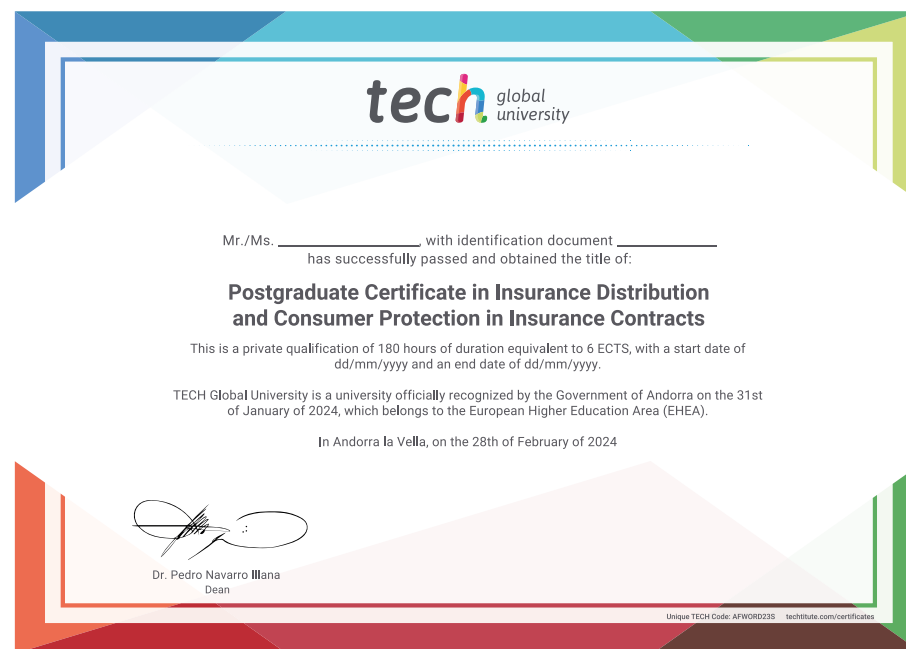 tech global
university
Mr./Ms. ____________, with identification document ____________
has successfully passed and obtained the title of:
Postgraduate Certificate in Insurance Distribution
and Consumer Protection in Insurance Contracts
This is a private qualification of 180 hours of duration equivalent to 6 ECTS, with a start date of
dd/mm/yyyy and an end date of dd/mm/yyyy.
TECH Global University is a university officially recognized by the Government of Andorra on the 31st
of January of 2024, which belongs to the European Higher Education Area (EHEA).
In Andorra la Vella, on the 28th of February of 2024
Dr. Pedro Navarro Illana
Dean
Unique TECH Code: AFWORD23S techtitute.com/certificates